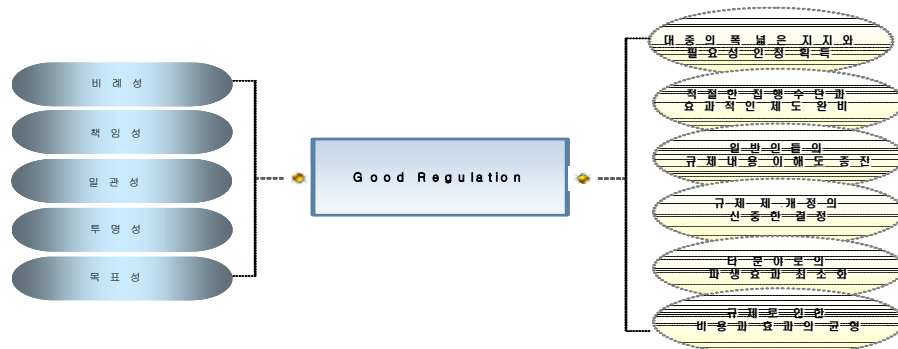 비례성
책임성
일관성
투명성
목표성
Good Regulation
대중의 폭 넓은 지지와
필요성 인정 획득
적절한 집행수단과
효과적인 제도 완비
일반인들의
규제내용 이해도 증진
규제 제·개정의
신중한 결정
타 분야로의
파생효과 최소화
규제로 인한
비용과 효과의 균형